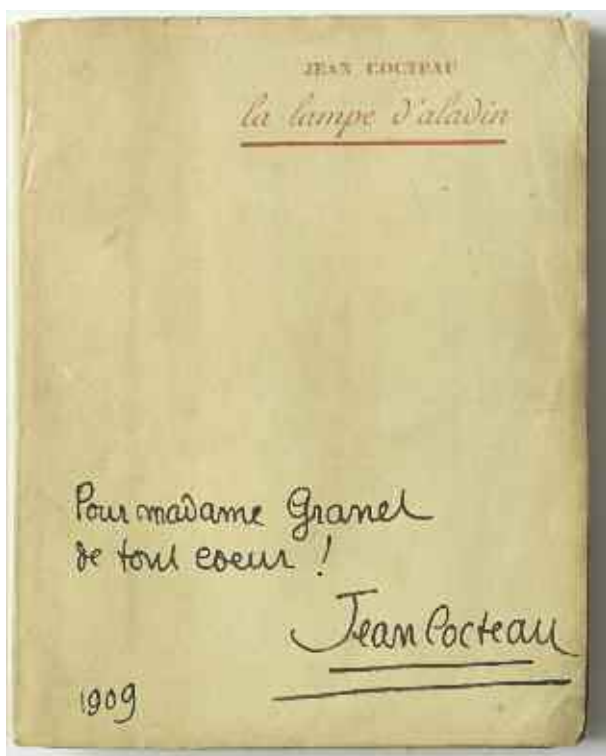 JEAN COCTEAU
la lampe d'aladin
Pour madame Granel
de tout coeur !
Jean Cocteau
1909